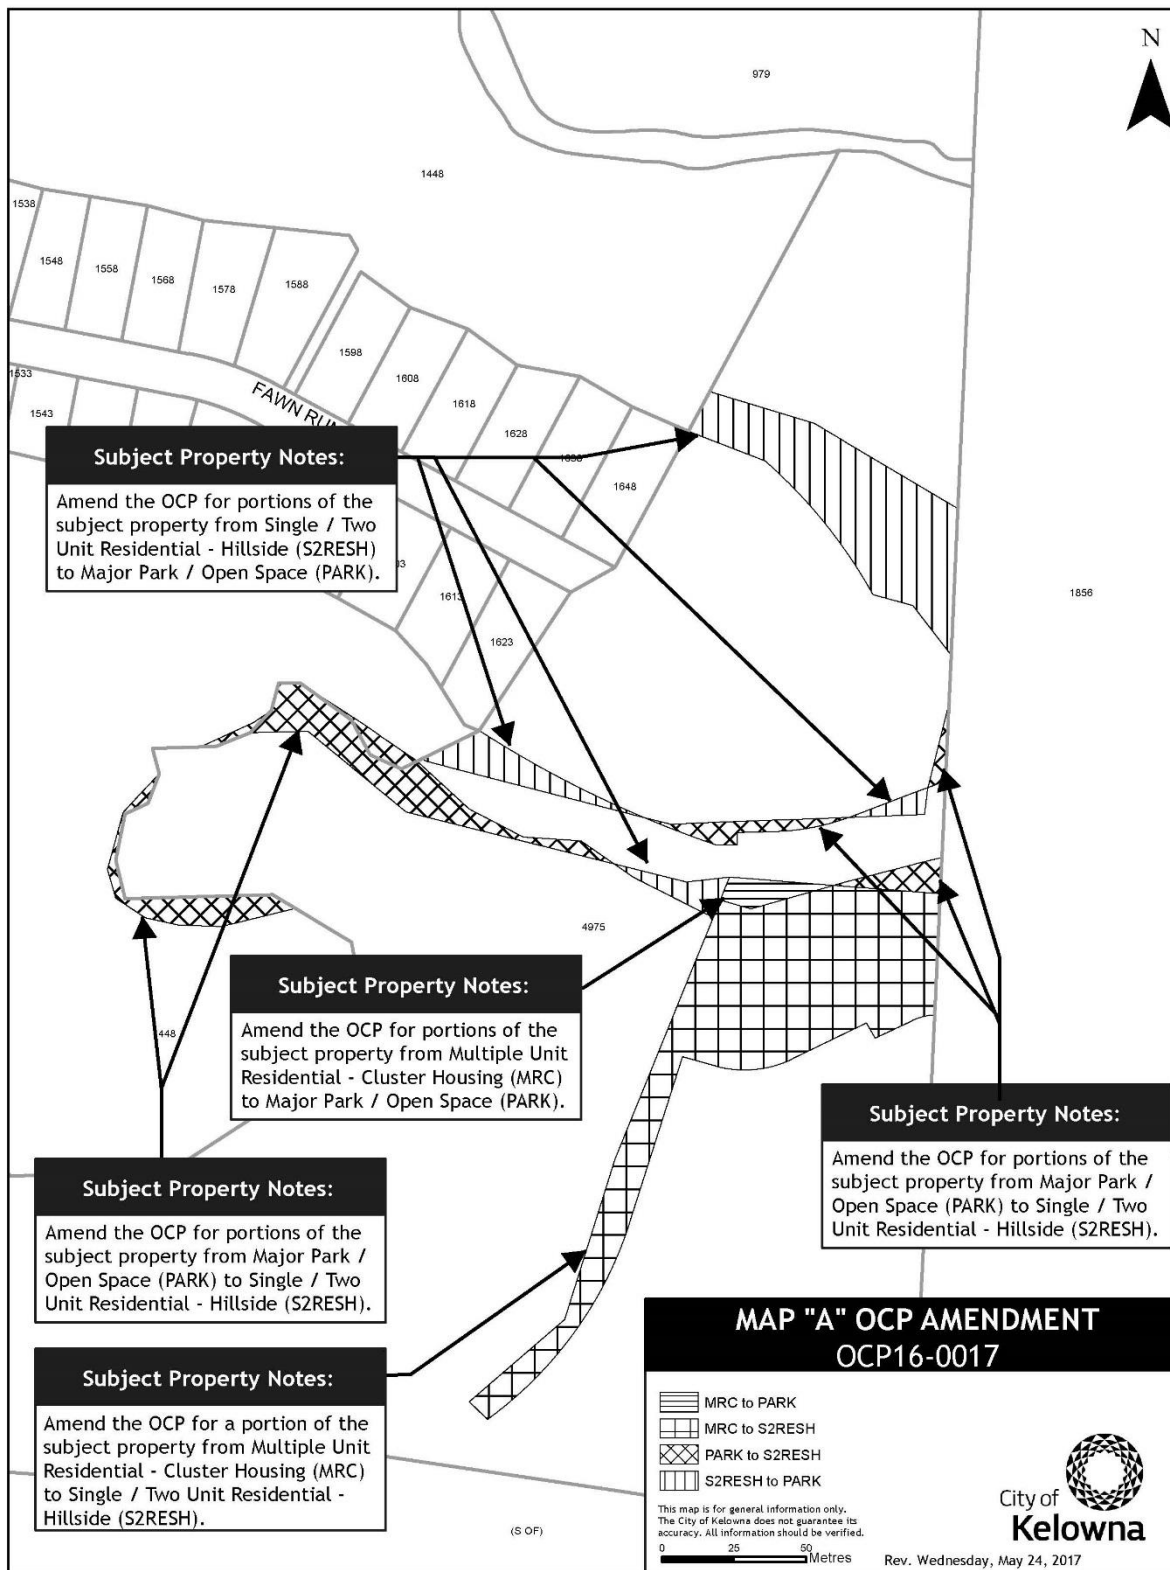 N
979
1448
1538
1548
1558
1568
1578
1588
1598
1608
1618
1628
1648
1533
1543
FAWN RUN
Subject Property Notes:
Amend the OCP for portions of the
subject property from Single / Two
Unit Residential - Hillside (S2RESH)
to Major Park / Open Space (PARK).
1613
1623
1856
4975
Subject Property Notes:
Amend the OCP for portions of the
subject property from Multiple Unit
Residential - Cluster Housing (MRC)
to Major Park / Open Space (PARK).
Subject Property Notes:
Amend the OCP for portions of the
subject property from Major Park /
Open Space (PARK) to Single / Two
Unit Residential - Hillside (S2RESH).
Subject Property Notes:
Amend the OCP for portions of the
subject property from Major Park /
Open Space (PARK) to Single / Two
Unit Residential - Hillside (S2RESH).
Subject Property Notes:
Amend the OCP for a portion of the
subject property from Multiple Unit
Residential - Cluster Housing (MRC)
to Single / Two Unit Residential -
Hillside (S2RESH).
(S OF)
MAP "A" OCP AMENDMENT
OCP16-0017
MRC to PARK
MRC to S2RESH
PARK to S2RESH
S2RESH to PARK
This map is for general information only.
The City of Kelowna does not guarantee its
accuracy. All information should be verified.
0 25 50
Metres
City of
Kelowna
Rev. Wednesday, May 24, 2017